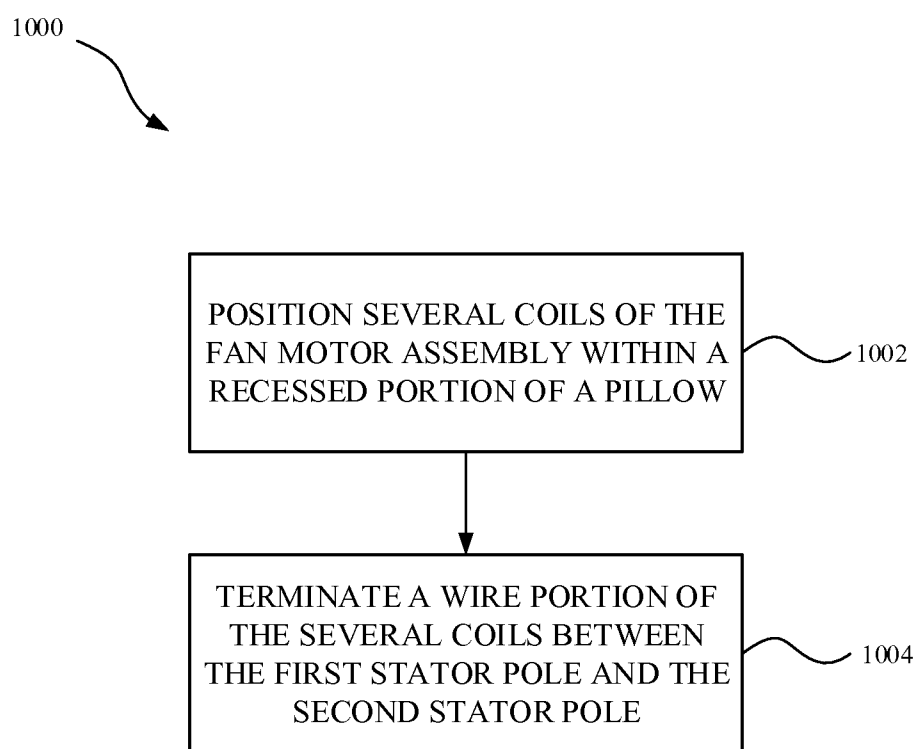 1000
POSITION SEVERAL COILS OF THE
FAN MOTOR ASSEMBLY WITHIN A
RECESSED PORTION OF A PILLOW
1002
TERMINATE A WIRE PORTION OF
THE SEVERAL COILS BETWEEN
THE FIRST STATOR POLE AND THE
SECOND STATOR POLE
1004